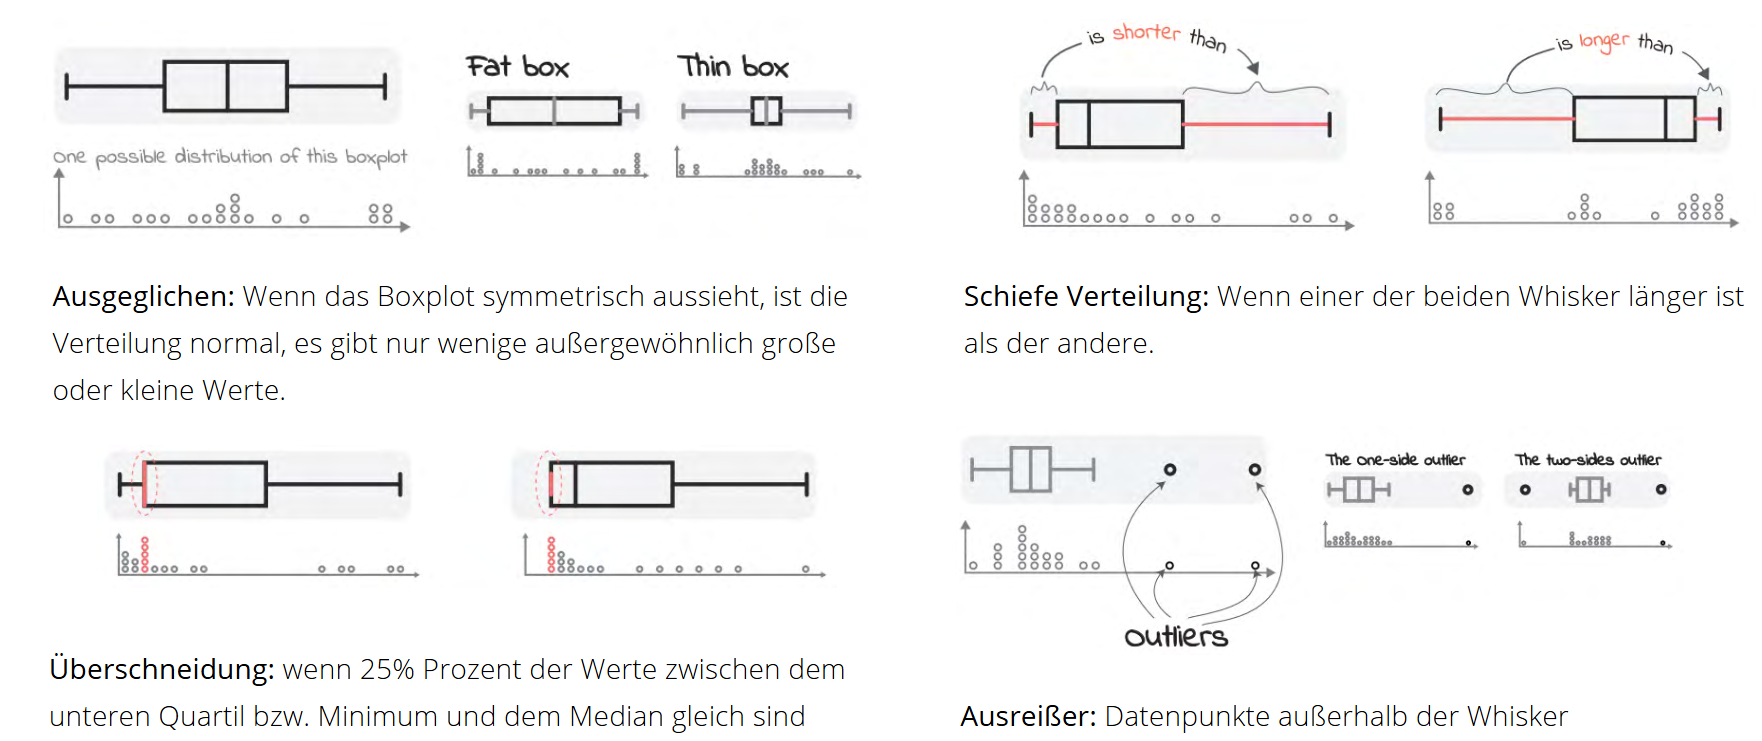 Fat box
Thin box
one possible distribution of this boxplot
is shorter than
is longer than
Ausgeglichen: Wenn das Boxplot symmetrisch aussieht, ist die
Verteilung normal, es gibt nur wenige außergewöhnlich große
oder kleine Werte.
Schiefe Verteilung: Wenn einer der beiden Whisker länger ist
als der andere.
Überschneidung: wenn 25% Prozent der Werte zwischen dem
unteren Quartil bzw. Minimum und dem Median gleich sind
The one-side outlier
The two-sides outlier
outliers
Ausreißer: Datenpunkte außerhalb der Whisker